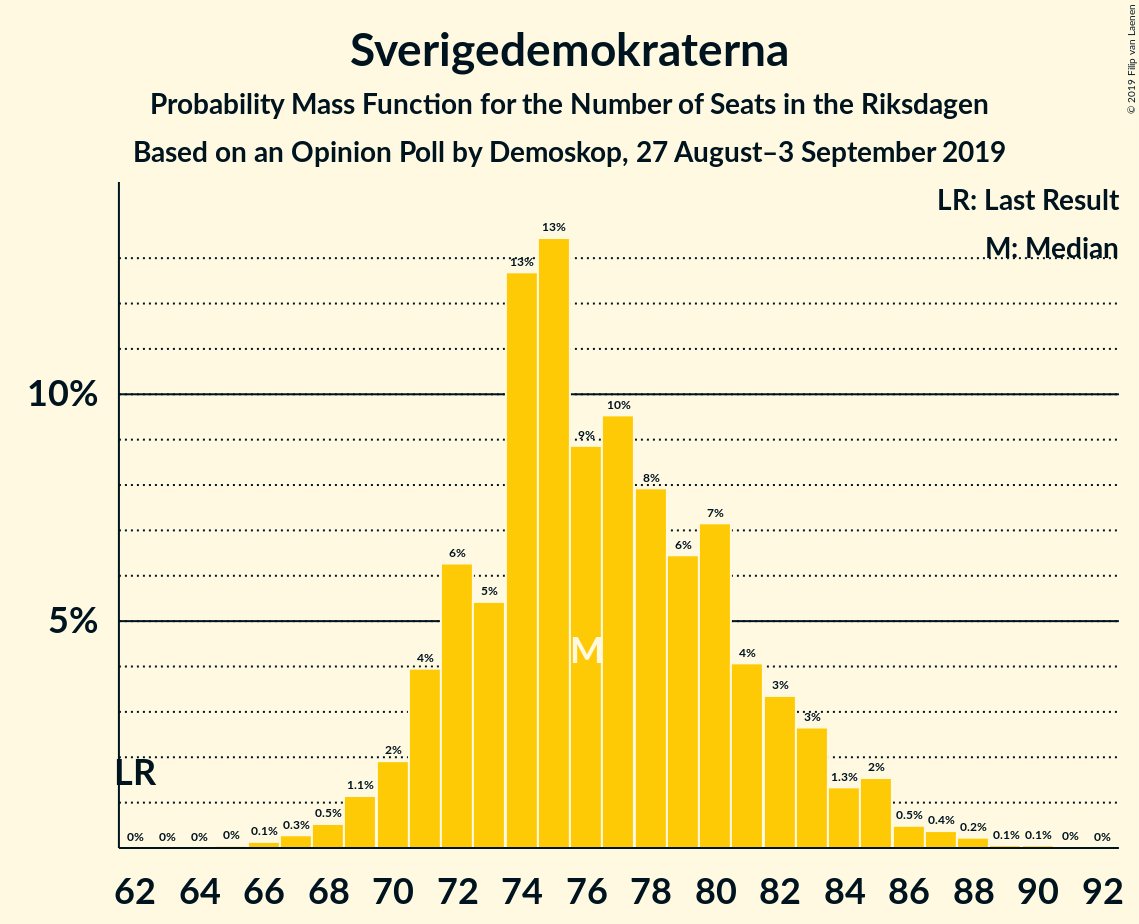 Sverigedemokraterna
Probability Mass Function for the Number of Seats in the Riksdagen
Based on an Opinion Poll by Demoskop, 27 August–3 September 2019
© 2019 Filip van Laenen
LR: Last Result
M: Median
10%
5%
LR
M
0% 0% 0% 0% 0.1% 0.3% 0.5% 1.1% 2% 4% 6% 5% 13% 13% 9% 10% 8% 6% 7% 4% 3% 3% 1.3% 2% 0.5% 0.4% 0.2% 0.1% 0.1% 0% 0%
62 64 66 68 70 72 74 76 78 80 82 84 86 88 90 92